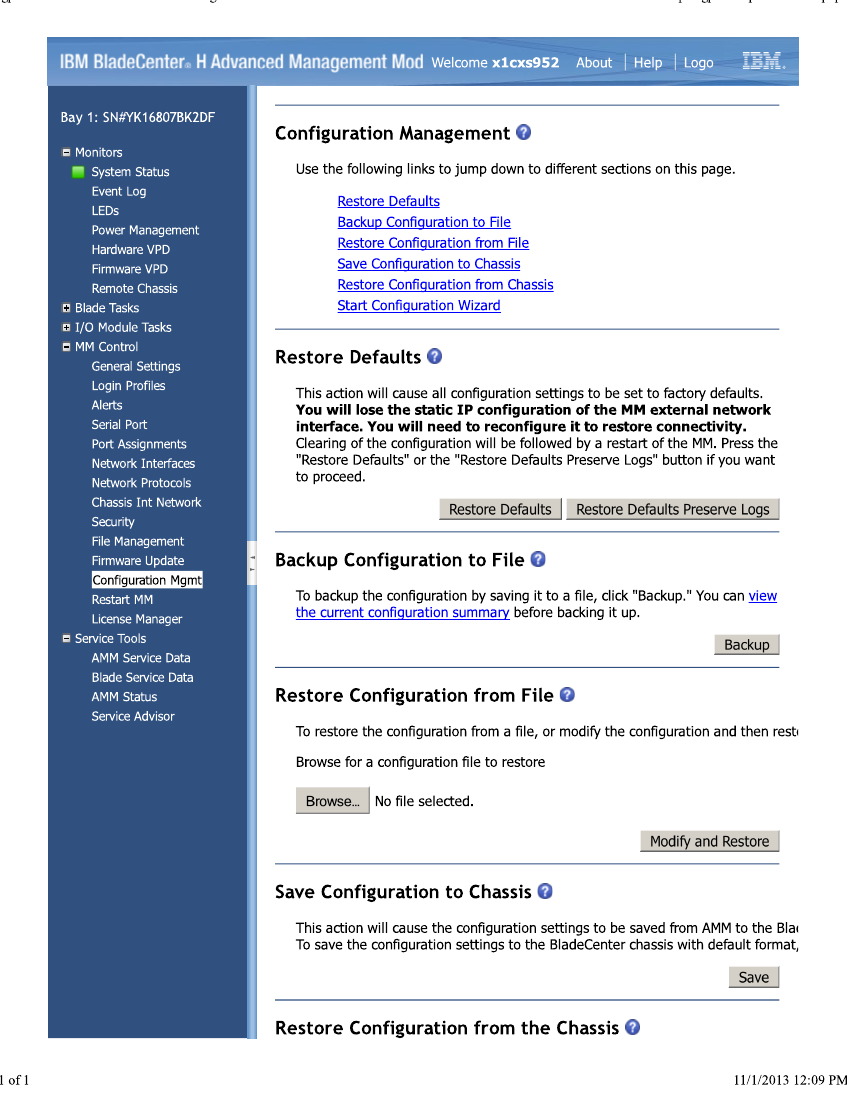 IBM BladeCenter® H Advanced Management Mod Welcome x1cxs952 About | Help | Logo IBM.
Bay 1: SN#YK16807BK2DF
Monitors
System Status
Event Log
LEDs
Power Management
Hardware VPD
Firmware VPD
Remote Chassis
Blade Tasks
I/O Module Tasks
MM Control
General Settings
Login Profiles
Alerts
Serial Port
Port Assignments
Network Interfaces
Network Protocols
Chassis Int Network
Security
File Management
Firmware Update
Configuration Mgmt
Restart MM
License Manager
Service Tools
AMM Service Data
Blade Service Data
AMM Status
Service Advisor
Configuration Management ?
Use the following links to jump down to different sections on this page.
Restore Defaults
Backup Configuration to File
Restore Configuration from File
Save Configuration to Chassis
Restore Configuration from Chassis
Start Configuration Wizard
Restore Defaults ?
This action will cause all configuration settings to be set to factory defaults.
You will lose the static IP configuration of the MM external network
interface. You will need to reconfigure it to restore connectivity.
Clearing of the configuration will be followed by a restart of the MM. Press the
"Restore Defaults" or the "Restore Defaults Preserve Logs" button if you want
to proceed.
Restore Defaults Restore Defaults Preserve Logs
Backup Configuration to File ?
To backup the configuration by saving it to a file, click "Backup." You can view
the current configuration summary before backing it up.
Backup
Restore Configuration from File ?
To restore the configuration from a file, or modify the configuration and then
Browse for a configuration file to restore
Browse... No file selected.
Modify and Restore
Save Configuration to Chassis ?
This action will cause the configuration settings to be saved from AMM to the
To save the configuration settings to the BladeCenter chassis with default format,
Save
Restore Configuration from the Chassis ?
1 of 1
11/1/2013 12:09 PM